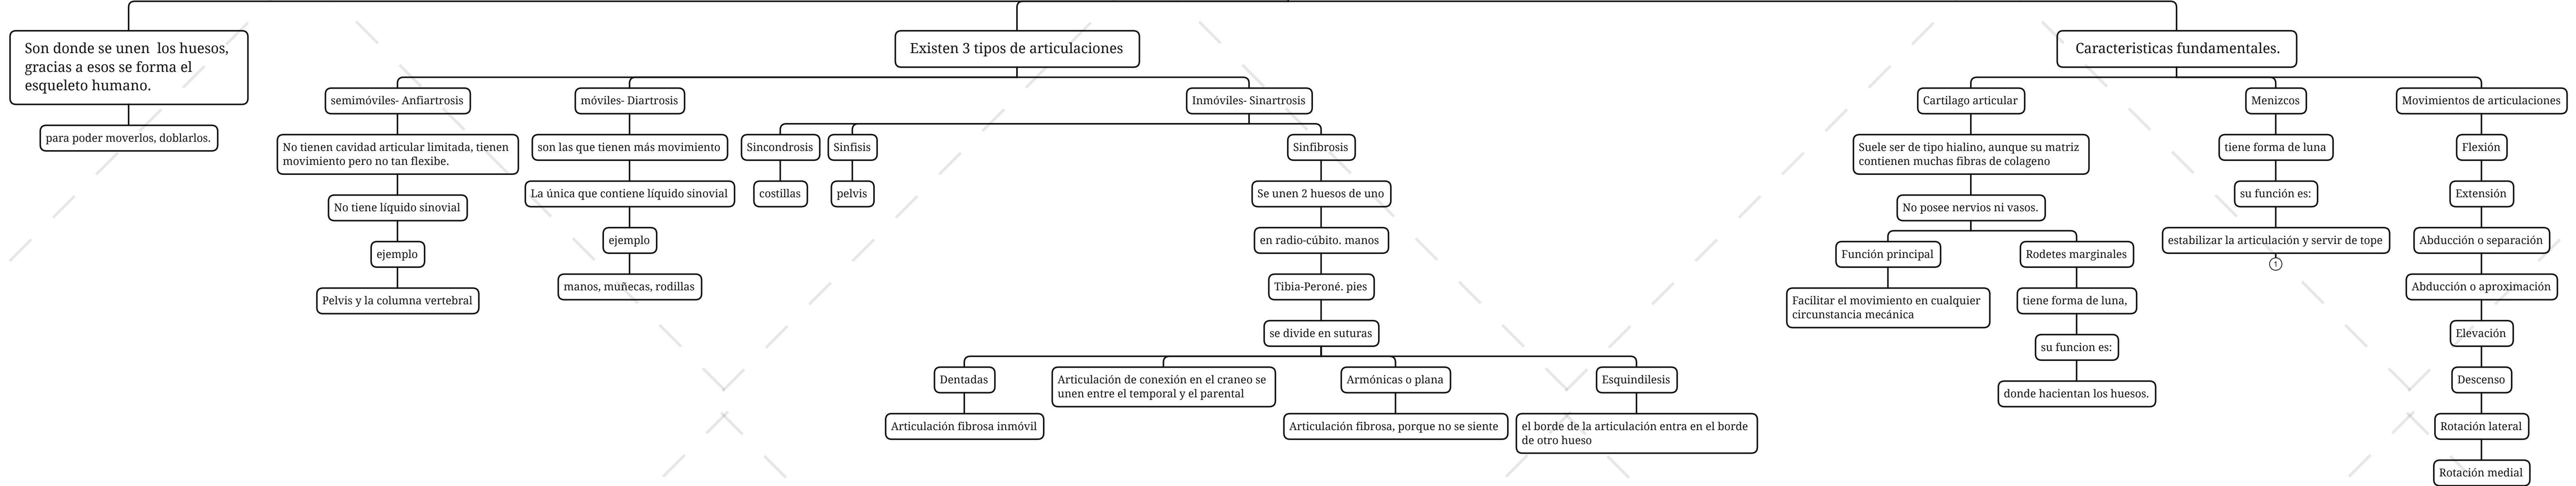 Son donde se unen los huesos,
gracias a esos se forma el
esqueleto humano.
para poder moverlos, doblarlos.
Existen 3 tipos de articulaciones
semimóviles- Anfiartrosis
No tienen cavidad articular limitada, tienen
movimiento pero no tan flexibe.
No tiene líquido sinovial
ejemplo
Pelvis y la columna vertebral
móviles- Diartrosis
son las que tienen más movimiento
La única que contiene líquido sinovial
ejemplo
manos, muñecas, rodillas
Inmóviles- Sinartrosis
Sincondrosis
costillas
Sinfisis
pelvis
Sinfibrosis
Se unen 2 huesos de uno
en radio-cúbito. manos
Tibia-Peroné. pies
se divide en suturas
Dentadas
Articulación fibrosa inmóvil
Articulación de conexión en el craneo se
unen entre el temporal y el parental
Armónicas o plana
Articulación fibrosa, porque no se siente
Esquindilesis
el borde de la articulación entra en el borde
de otro hueso
Caracteristicas fundamentales.
Cartilago articular
Suele ser de tipo hialino, aunque su matriz
contienen muchas fibras de colageno
No posee nervios ni vasos.
Función principal
Facilitar el movimiento en cualquier
circunstancia mecánica
Rodetes marginales
tiene forma de luna,
su funcion es:
donde hacientan los huesos.
Menizcos
tiene forma de luna
su función es:
estabilizar la articulación y servir de tope
1
Movimientos de articulaciones
Flexión
Extensión
Abducción o separación
Abducción o aproximación
Elevación
Descenso
Rotación lateral
Rotación medial